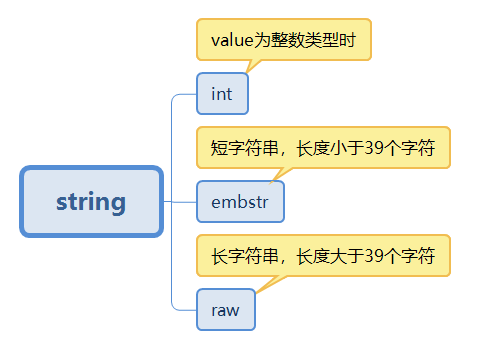 value为整数类型时
int
短字符串，长度小于39个字符
string
embstr
长字符串，长度大于39个字符
raw